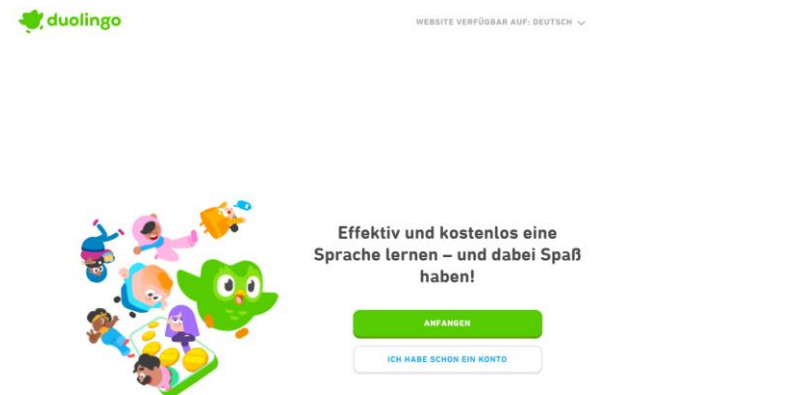 duolingo
WEBSITE VERFÜGBAR AUF: DEUTSCH
Effektiv und kostenlos eine
Sprache lernen – und dabei Spaß
haben!
ANFANGEN
ICH HABE SCHON EIN KONTO